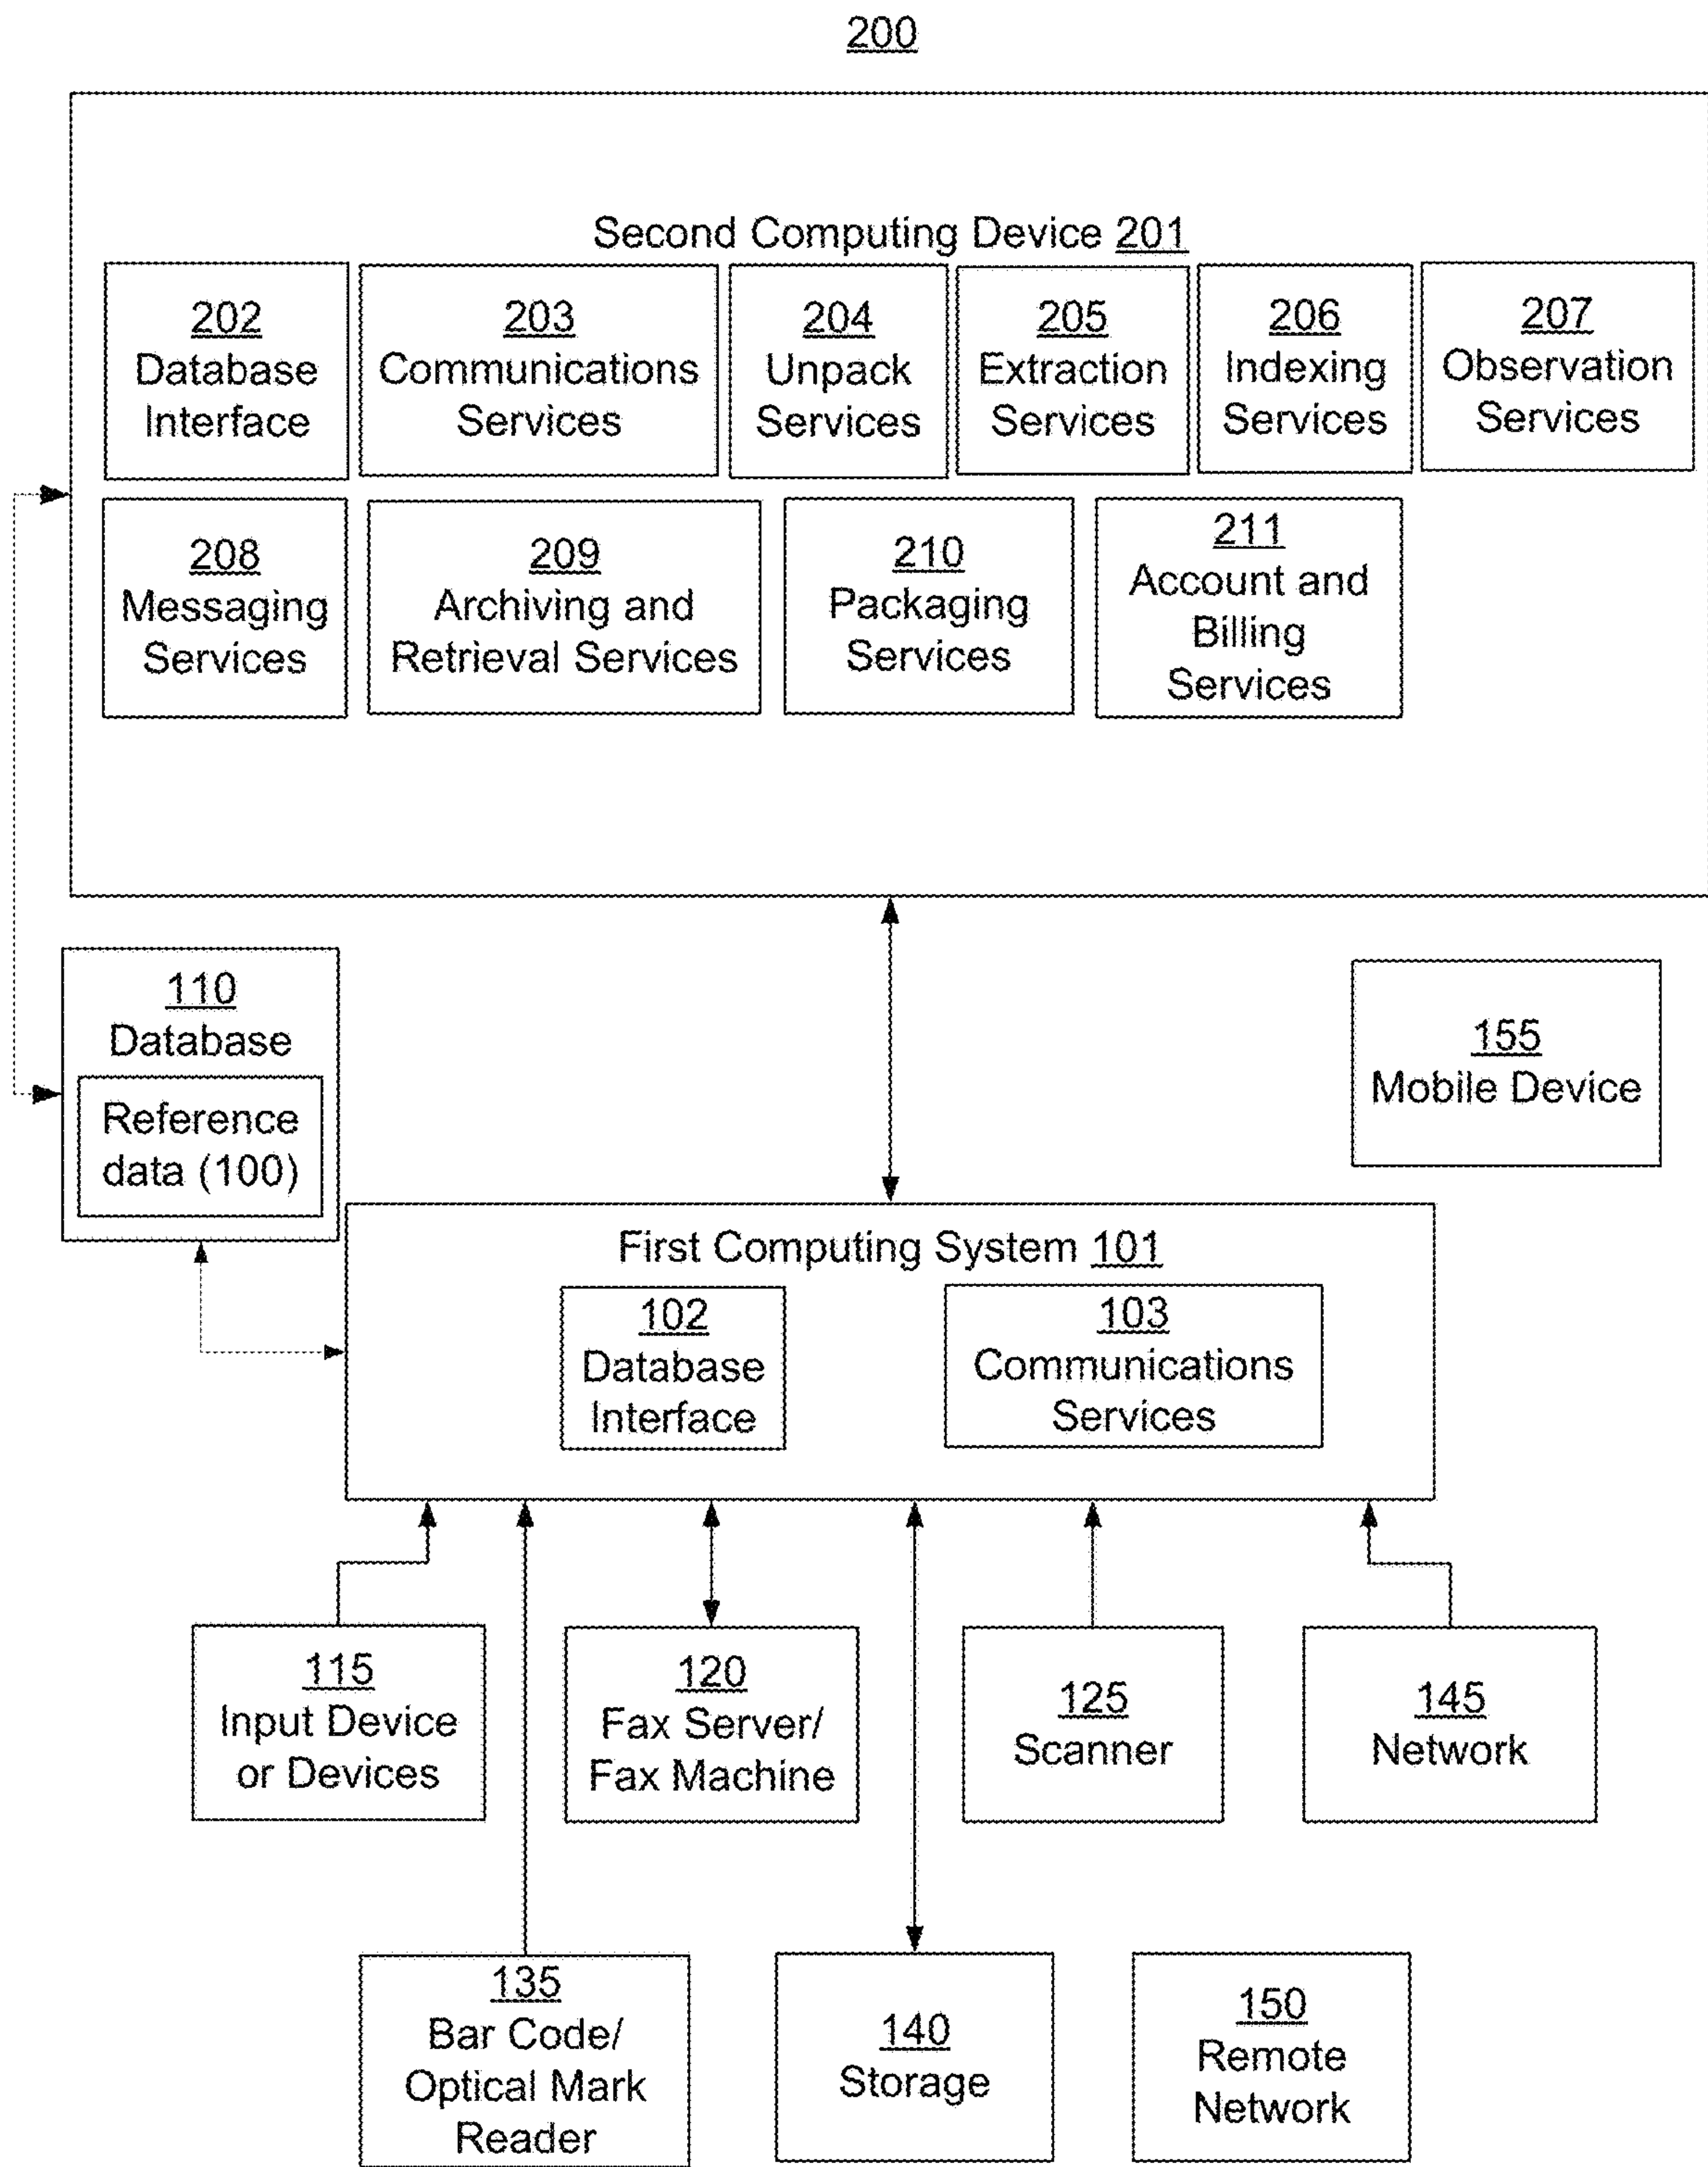 200
Second Computing Device 201
202
Database
Interface
203
Communications
Services
204
Unpack
Services
205
Extraction
Services
206
Indexing
Services
207
Observation
Services
208
Messaging
Services
209
Archiving and
Retrieval Services
210
Packaging
Services
211
Account and
Billing
Services
110
Database
Reference
data (100)
155
Mobile Device
First Computing System 101
102
Database
Interface
103
Communications
Services
115
Input Device
or Devices
120
Fax Server/
Fax Machine
125
Scanner
145
Network
135
Bar Code/
Optical Mark
Reader
140
Storage
150
Remote
Network